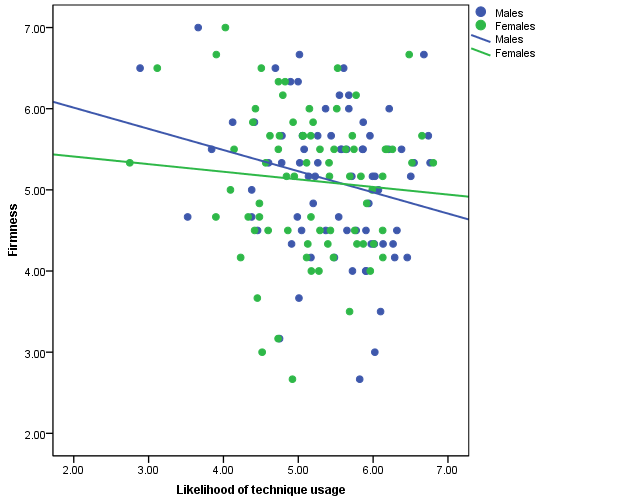 Males
Females
Males
Females
7.00
6.00
5.00
4.00
3.00
2.00
Firmness
2.00 3.00 4.00 5.00 6.00 7.00
Likelihood of technique usage